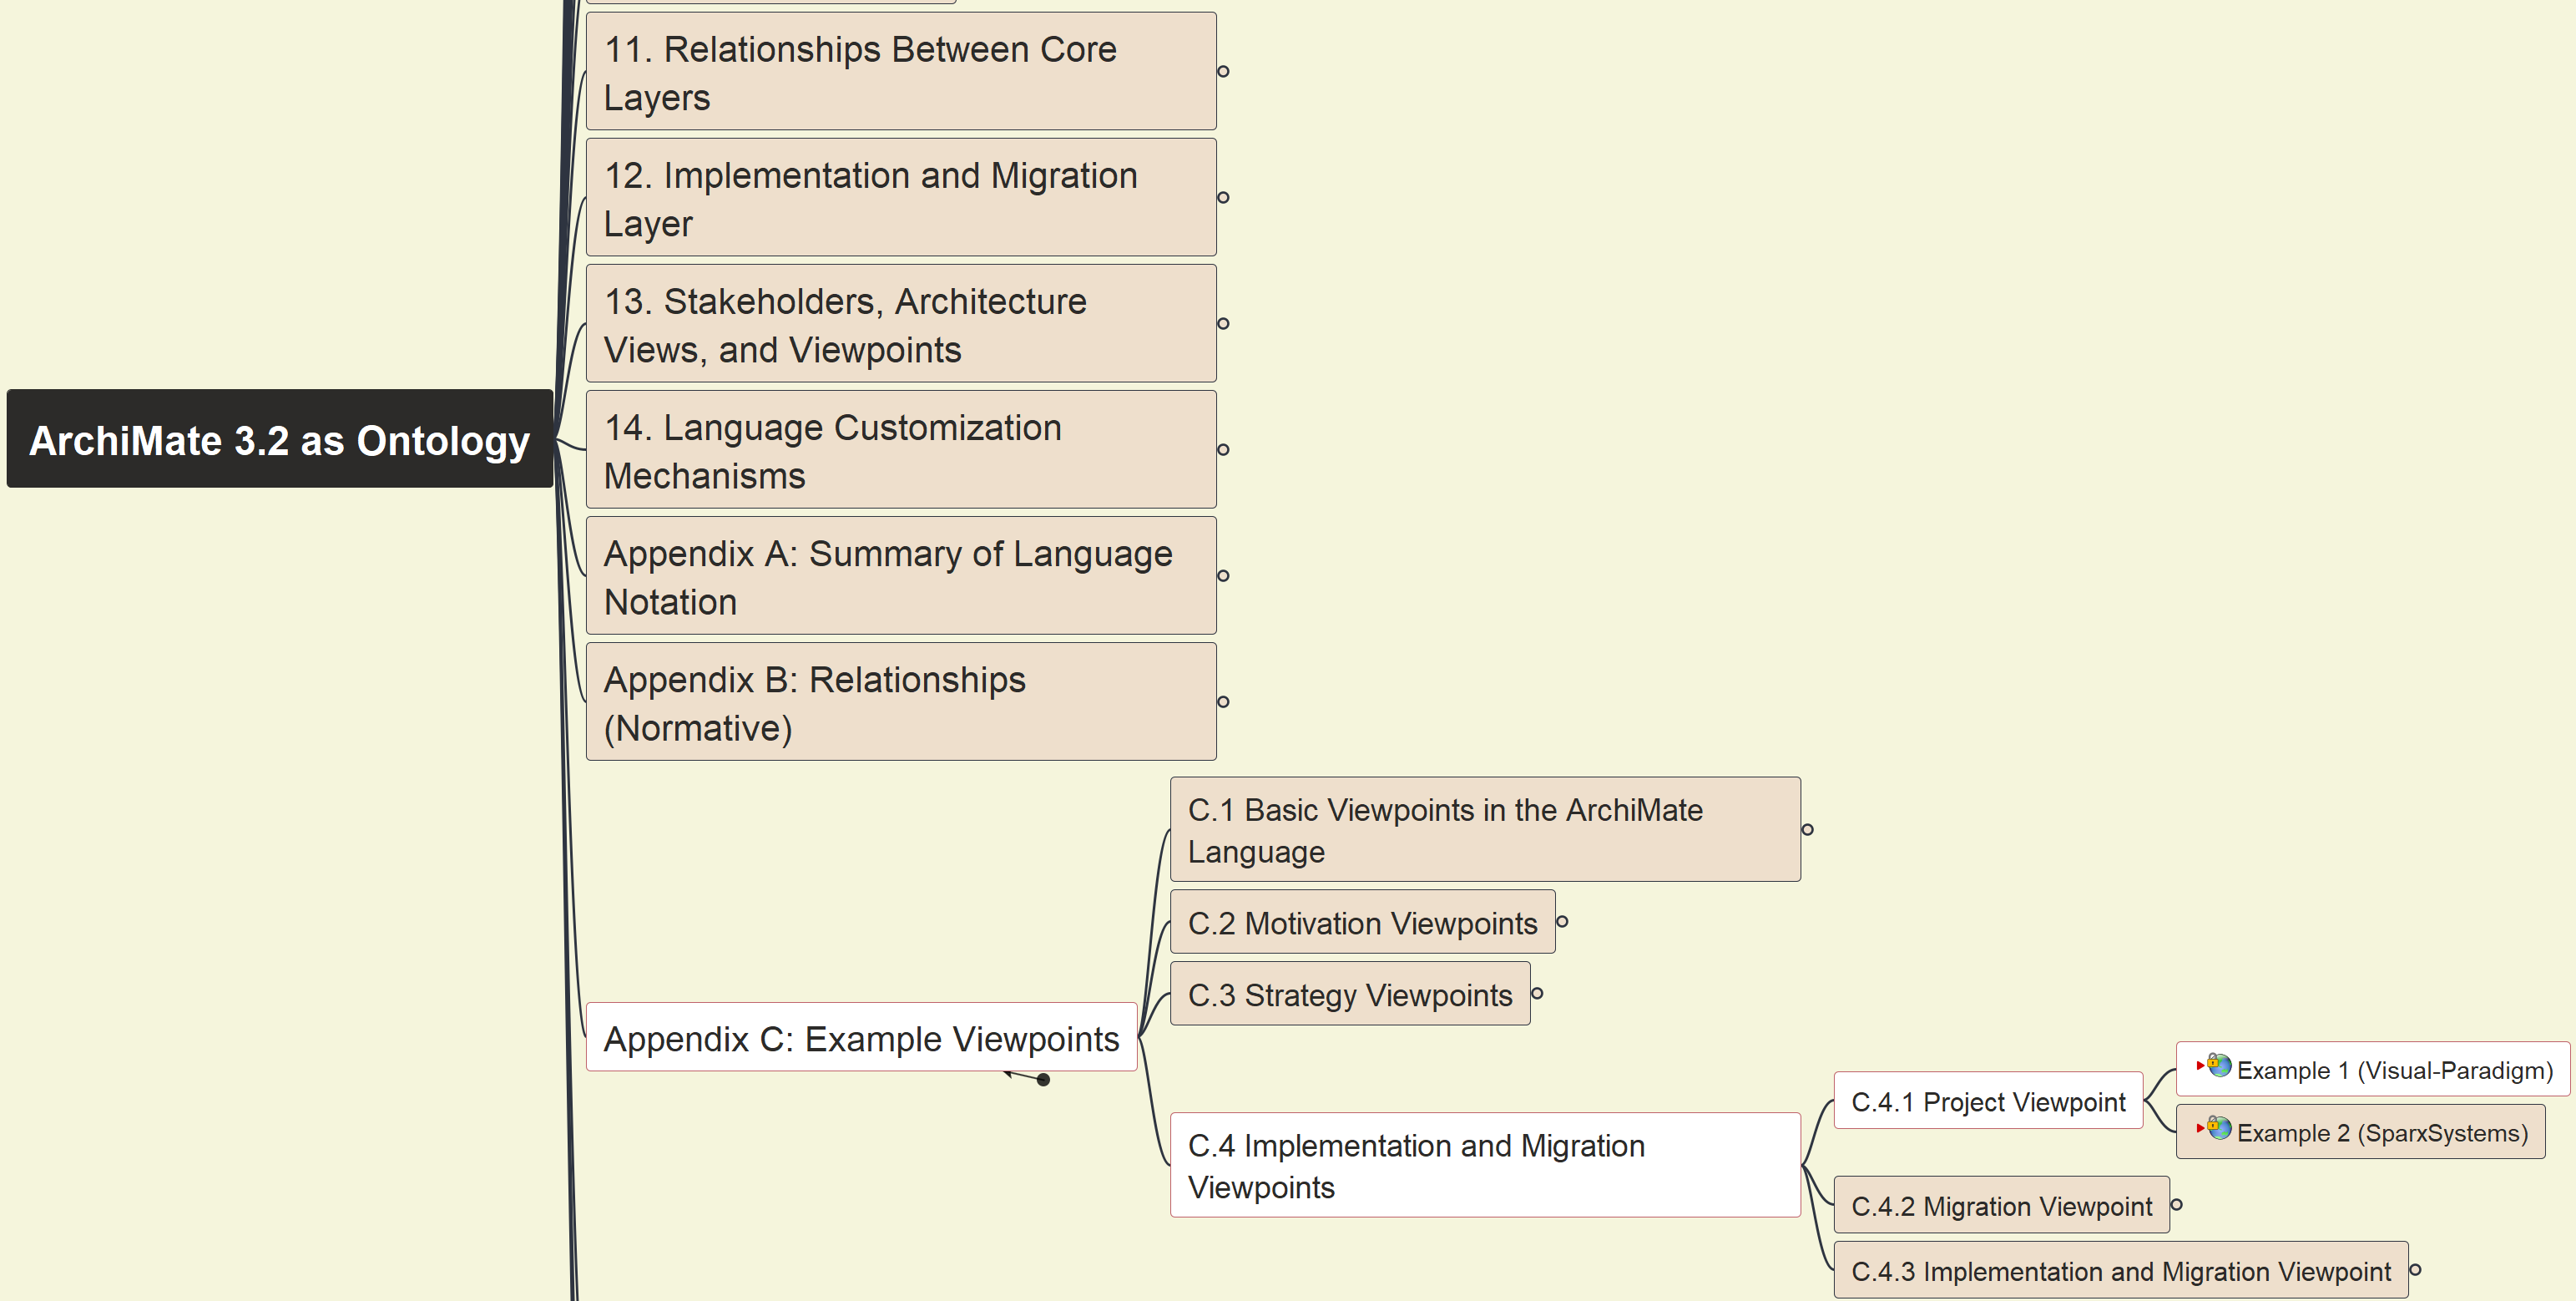 11. Relationships Between Core
Layers
12. Implementation and Migration
Layer
13. Stakeholders, Architecture
Views, and Viewpoints
ArchiMate 3.2 as Ontology
14. Language Customization
Mechanisms
Appendix A: Summary of Language
Notation
Appendix B: Relationships
(Normative)
Appendix C: Example Viewpoints
C.1 Basic Viewpoints in the ArchiMate
Language
C.2 Motivation Viewpoints
C.3 Strategy Viewpoints
C.4 Implementation and Migration
Viewpoints
C.4.1 Project Viewpoint
Example 1 (Visual-Paradigm)
Example 2 (SparxSystems)
C.4.2 Migration Viewpoint
C.4.3 Implementation and Migration Viewpoint